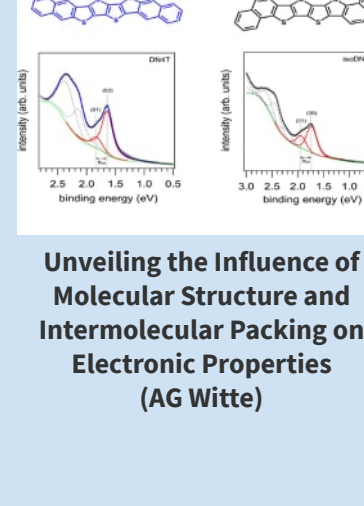 S S
S S
DN4T
isoDN
intensity (arb. units)
intensity (arb. units)
2.5 2.0 1.5 1.0 0.5
3.0 2.5 2.0 1.5 1.0
binding energy (eV)
binding energy (eV)
Unveiling the Influence of
Molecular Structure and
Intermolecular Packing on
Electronic Properties
(AG Witte)